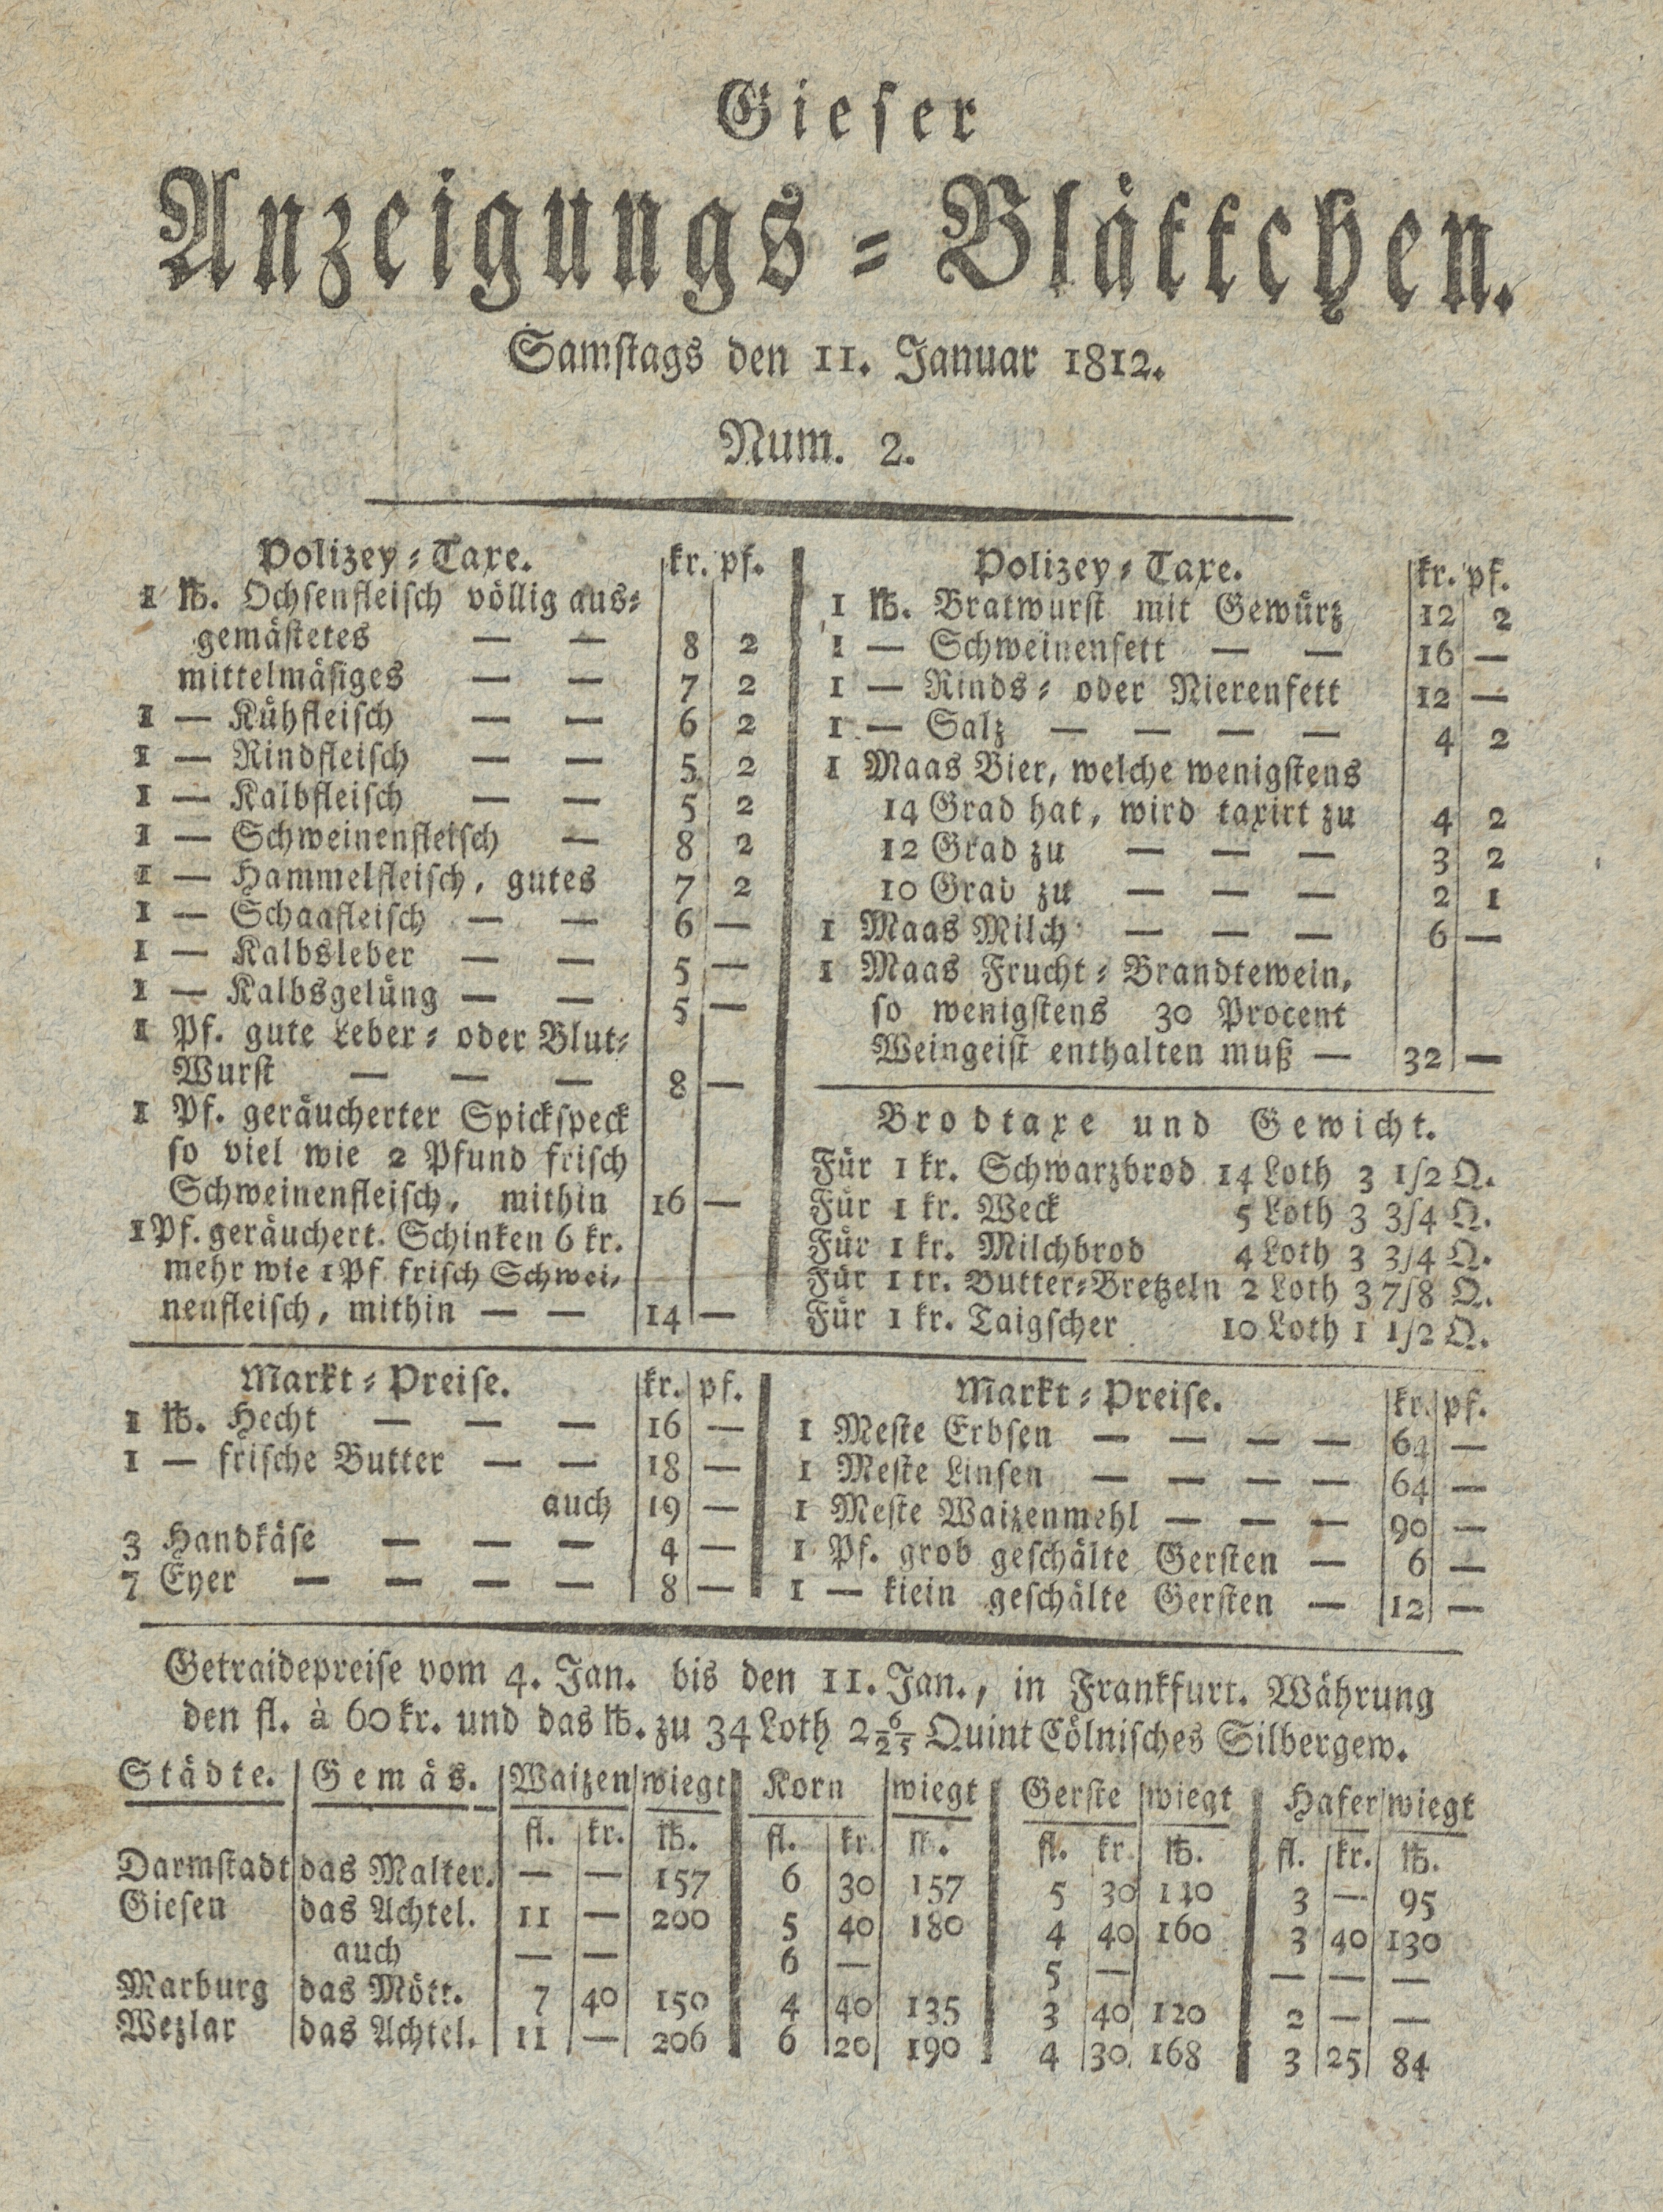 Gieser
Anzeigungs-Blättchen.
Samstags den 11. Januar 1812.
Num. 2.
Polizey-Taxe. kr. pf.
1 ℔. Ochsenfleisch völlig aus-
gemästetes — — 8 2
mittelmäsiges — — 7 2
1 — Kühfleisch — — 6 2
1 — Rindfleisch — — 5 2
1 — Kalbfleisch — — 5 2
1 — Schweinenfleisch — 8 2
1 — Hammelfleisch, gutes 7 2
1 — Schaafleisch — — 6 —
1 — Kalbsleber — — 5 —
1 — Kalbsgelüng — — 5 —
1 Pf. gute Leber- oder Blut-
Wurst — — — 8 —
1 Pf. geräucherter Spickspeck
so viel wie 2 Pfund frisch
Schweinenfleisch, mithin 16 —
1 Pf. geräuchert. Schinken 6 kr.
mehr wie 1 Pf frisch Schwei-
nenfleisch, mithin — — 14 —
Polizey-Taxe. kr. pf.
1 ℔. Bratwurst mit Gewürz 12 2
1 — Schweinenfett — — 16 —
1 — Rinds- oder Nierenfett 12 —
1 — Salz — — — — 4 2
1 Maas Bier, welche wenigstens
14 Grad hat, wird taxirt zu 4 2
12 Grad zu — — — 3 2
10 Grad zu — — — 2 1
1 Maas Milch — — — 6 —
1 Maas Frucht-Brandtewein,
so wenigstens 30 Procent
Weingeist enthalten muß — 32 —
Brodtaxe und Gewicht.
Für 1 kr. Schwarzbrod 14 Loth 3 1/2 Q.
Für 1 kr. Weck 5 Loth 3 3/4 Q.
Für 1 kr. Milchbrod 4 Loth 3 3/4 Q.
Für 1 kr. Butter-Bretzeln 2 Loth 3 7/8 Q.
Für 1 kr. Taigscher 10 Loth 1 1/2 Q.
Markt-Preise. kr. pf.
1 ℔. Hecht — — — 16 —
1 — frische Butter — — 18 —
auch 19 —
3 Handkäse — — — 4 —
7 Eyer — — — — 8 —
Markt-Preise. kr. pf.
1 Meste Erbsen — — — — 64 —
1 Meste Linsen — — — — 64 —
1 Meste Waizenmehl — — — 90 —
1 Pf. grob geschälte Gersten — 6 —
1 — klein geschälte Gersten — 12 —
Getraidepreise vom 4. Jan. bis den 11. Jan., in Frankfurt. Währung
den fl. à 60 kr. und das ℔. zu 34 Loth 2 6/25 Quint Cölnisches Silbergew.
Städte. Gemäs. Waitzen wiegt Korn wiegt Gerste wiegt Hafer wiegt
fl. kr. ℔. fl. kr. ℔. fl. kr. ℔. fl. kr. ℔.
Darmstadt das Malter. — — 157 6 30 157 5 30 140 3 — 95
Giesen das Achtel. 11 — 200 5 40 180 4 40 160 3 40 130
auch — — 6 — 5 — — — —
Marburg das Mött. 7 40 150 4 40 135 3 40 120 2 — —
Wezlar das Achtel. 11 — 206 6 20 190 4 30 168 3 25 84